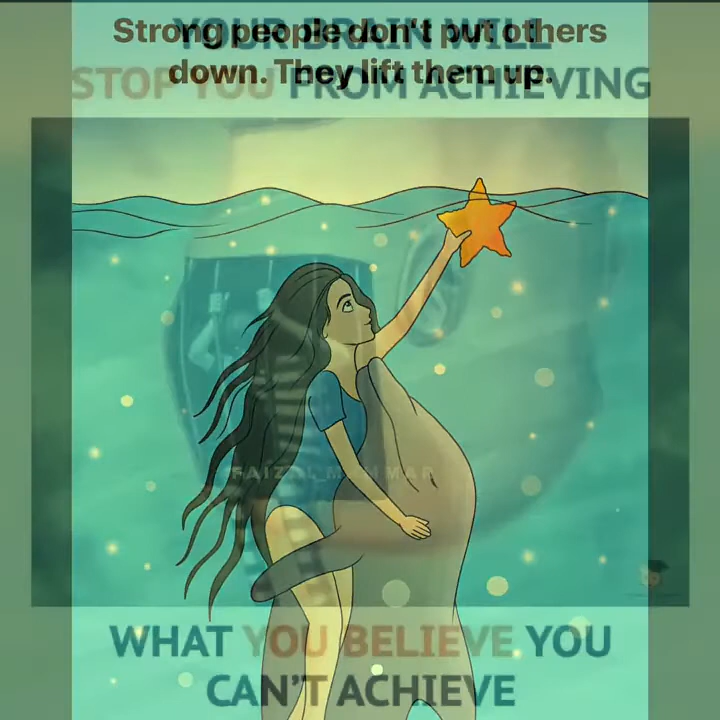 Strong people don't put others
down. They lift them up.
YOUR BRAIN WILL
STOP YOU FROM ACHIEVING
WHAT YOU BELIEVE YOU
CAN'T ACHIEVE